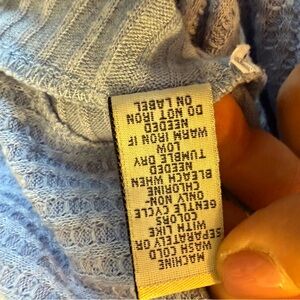 MACHINE
WASH COLD
SEPARATELY OR
WITH LIKE
COLORS
GENTLE CYCLE
ONLY NON-
CHLORINE
BLEACH WHEN
NEEDED
TUMBLE DRY
LOW
WARM IRON IF
NEEDED
DO NOT IRON
ON LABEL